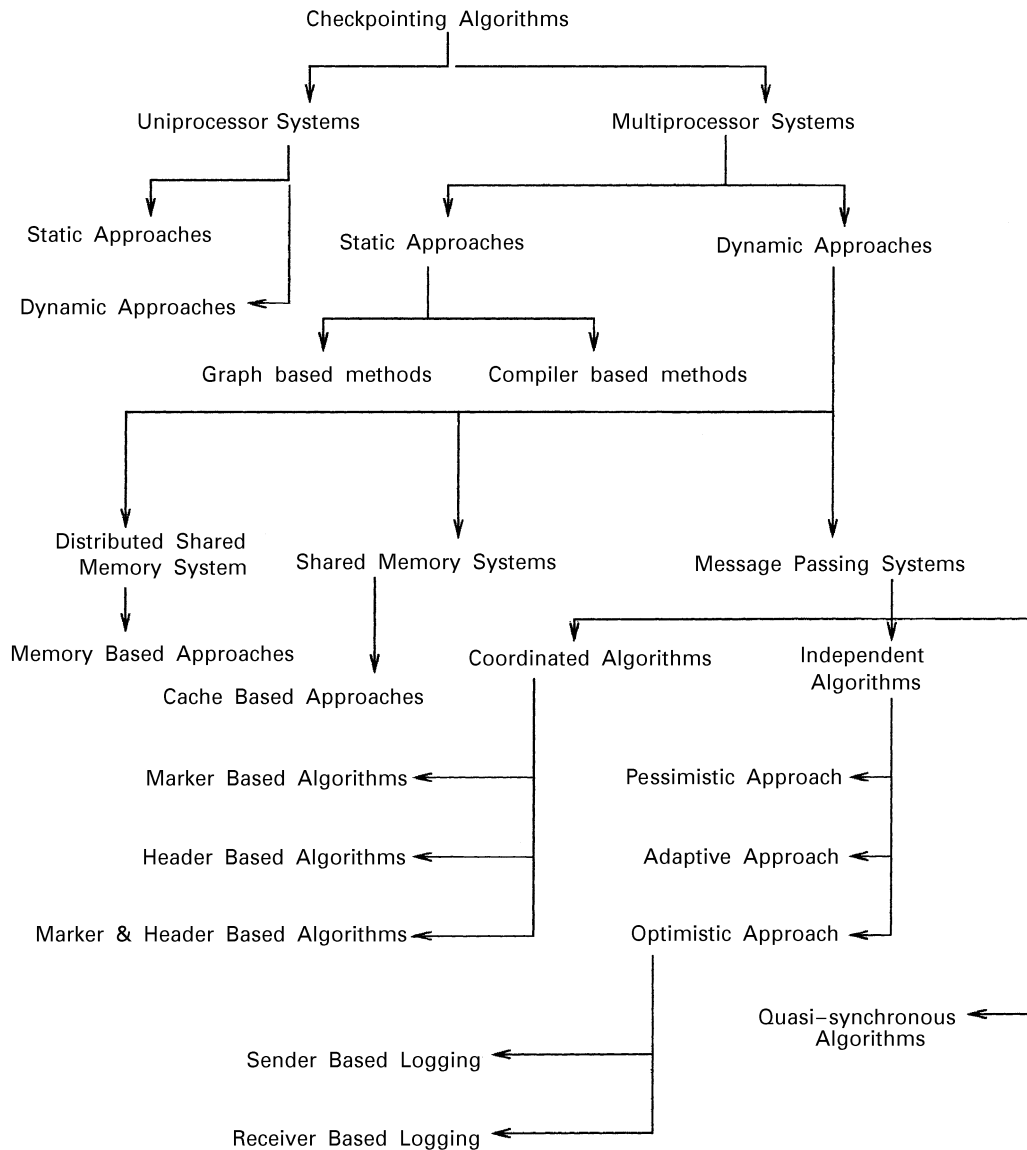 Checkpointing Algorithms
Uniprocessor Systems
Multiprocessor Systems
Static Approaches
Static Approaches
Dynamic Approaches
Dynamic Approaches
Graph based methods
Compiler based methods
Distributed Shared
Memory System
Shared Memory Systems
Message Passing Systems
Memory Based Approaches
Cache Based Approaches
Coordinated Algorithms
Independent
Algorithms
Marker Based Algorithms
Pessimistic Approach
Header Based Algorithms
Adaptive Approach
Marker & Header Based Algorithms
Optimistic Approach
Quasi–synchronous
Algorithms
Sender Based Logging
Receiver Based Logging